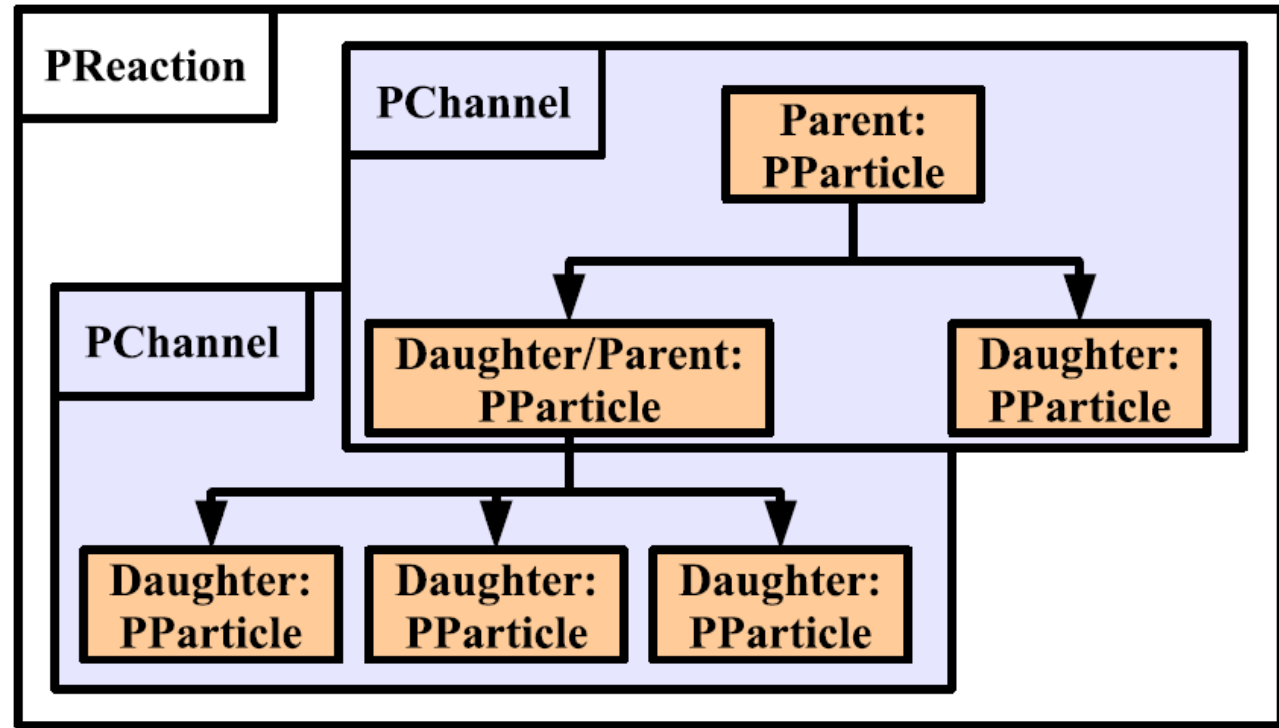 PReaction
PChannel
Parent:
PParticle
PChannel
Daughter/Parent:
PParticle
Daughter:
PParticle
Daughter:
PParticle
Daughter:
PParticle
Daughter:
PParticle